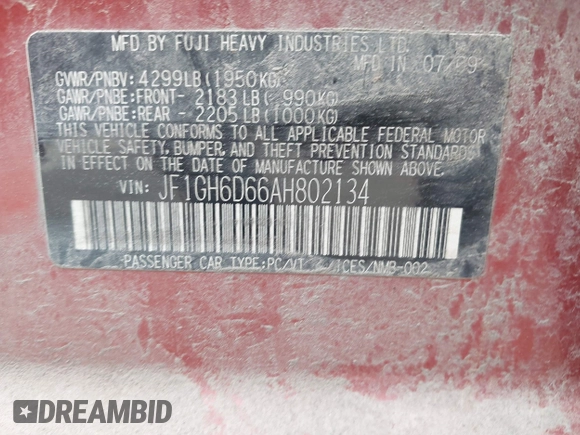 MFD BY FUJI HEAVY INDUSTRIES LTD.
MFD IN 07/09
GVWR/PNBV: 4299LB (1950KG)
GAWR/PNBE: FRONT- 2183 LB ( 990KG)
GAWR/PNBE: REAR - 2205 LB (1000KG)
THIS VEHICLE CONFORMS TO ALL APPLICABLE FEDERAL MOTOR
VEHICLE SAFETY, BUMPER, AND THEFT PREVENTION STANDARDS
IN EFFECT ON THE DATE OF MANUFACTURE SHOWN ABOVE.
VIN: JF1GH6D66AH802134
PASSENGER CAR TYPE:PC/VT ICES/NMB-002
DREAMBID